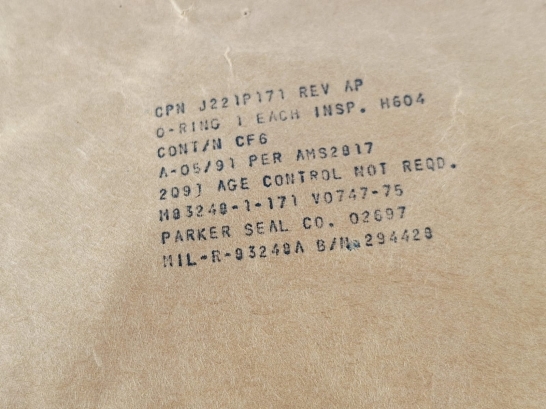 CPN J221P171 REV AP
O-RING 1 EACH INSP. H604
CONT/N CF6
A-05/91 PER AMS2817
2091 AGE CONTROL NOT REQD.
M83248-1-171 V0747-75
PARKER SEAL CO. 02697
MIL-R-83248A B/No 294428